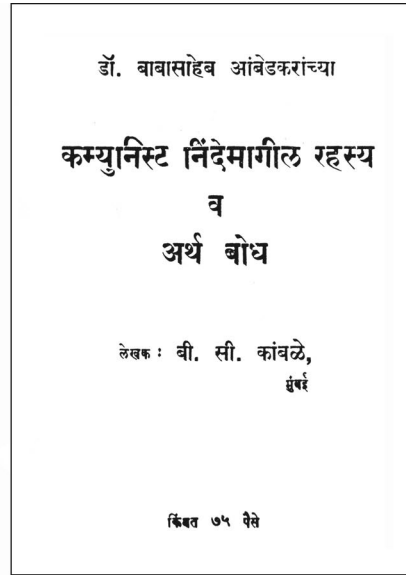 डॉ. बाबासाहेब आंबेडकरांच्या
कम्युनिस्ट निंदेमागील रहस्य
व
अर्थ बोध
लेखक : बी. सी. कांबळे,
मुंबई
किंमत ७५ पैसे